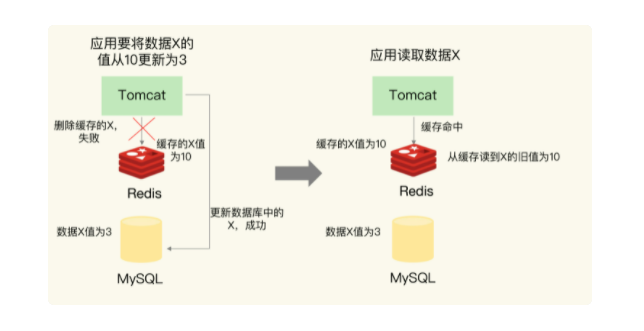 应用要将数据X的
值从10更新为3
Tomcat
删除缓存的X,
失败
缓存的X值
为10
Redis
更新数据库中的
X，成功
数据X值为3
MySQL
应用读取数据X
Tomcat
缓存命中
缓存的X值为10
从缓存读到X的旧值为10
Redis
数据X值为3
MySQL